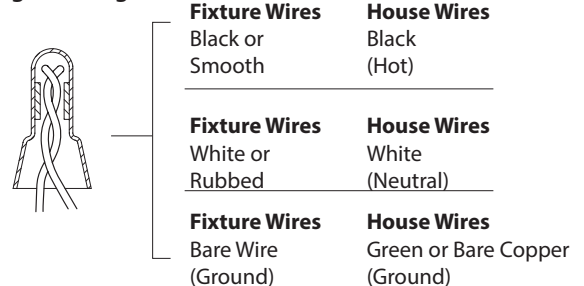 Fixture Wires House Wires
Black or Black
Smooth (Hot)
Fixture Wires House Wires
White or White
Rubbed (Neutral)
Fixture Wires House Wires
Bare Wire Green or Bare Copper
(Ground) (Ground)